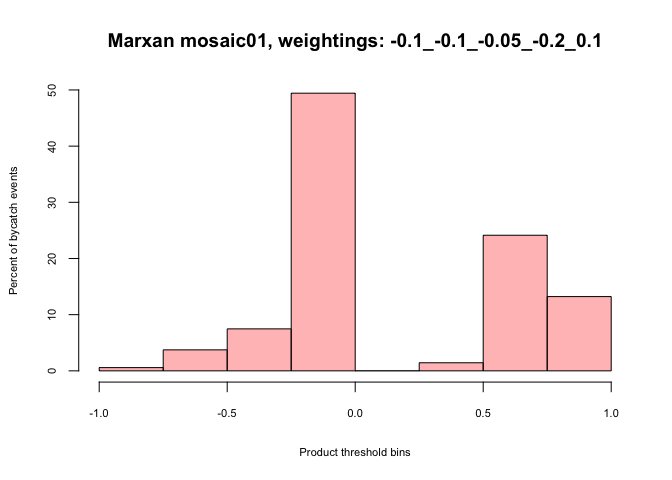 Marxan mosaic01, weightings: -0.1_-0.1_-0.05_-0.2_0.1
Percent of bycatch events
50
40
30
20
10
0
-1.0 -0.5 0.0 0.5 1.0
Product threshold bins